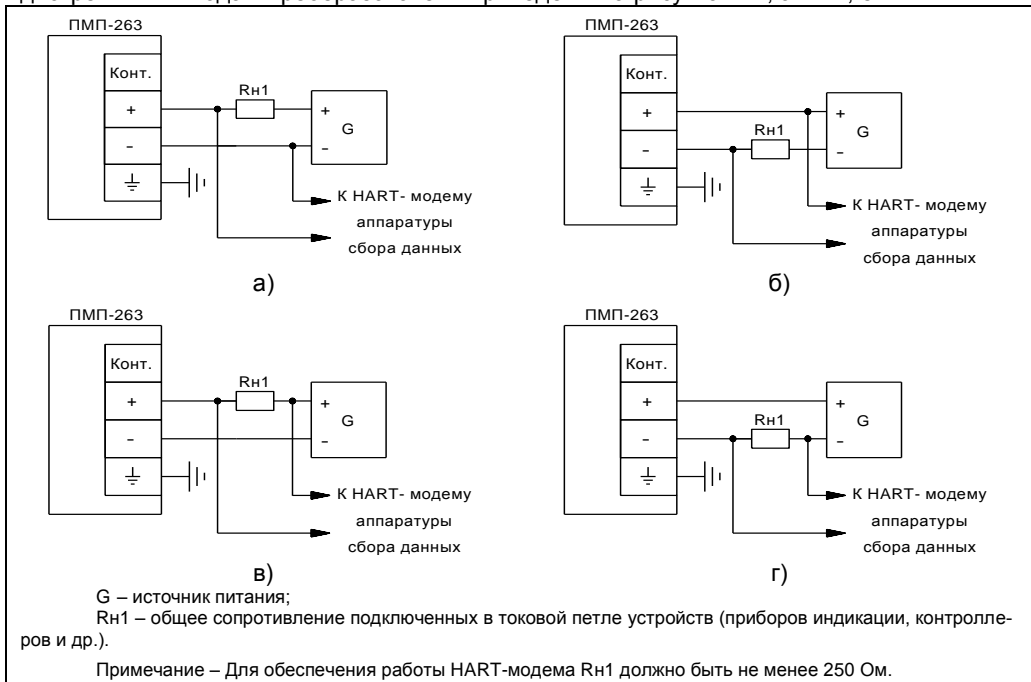 ПМП-263
Конт.
Rн1
+
+
G
−
−
К HART- модему
аппаратуры
сбора данных
а)
ПМП-263
Конт.
+
+
Rн1
G
−
−
К HART- модему
аппаратуры
сбора данных
б)
ПМП-263
Конт.
Rн1
+
+
G
−
−
К HART- модему
аппаратуры
сбора данных
в)
ПМП-263
Конт.
+
+
Rн1
G
−
−
К HART- модему
аппаратуры
сбора данных
г)
G – источник питания;
Rн1 – общее сопротивление подключенных в токовой петле устройств (приборов индикации, контролле-
ров и др.).
Примечание – Для обеспечения работы HART-модема Rн1 должно быть не менее 250 Ом.